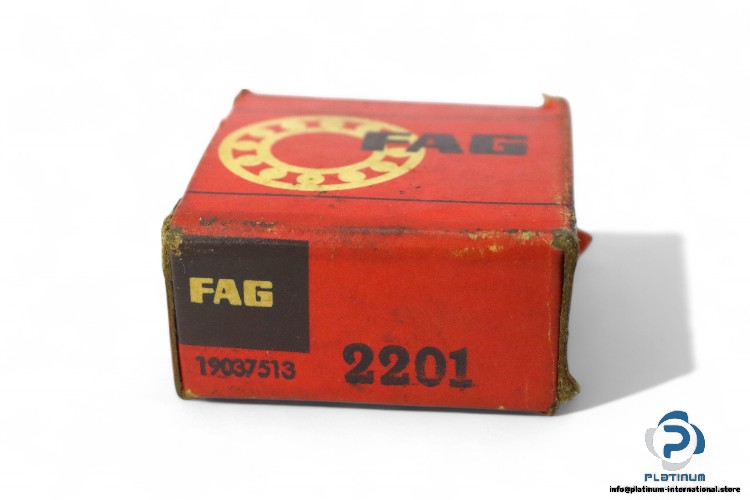 FAG
FAG
19037513
2201
PLATINUM
info@platinum-international.store